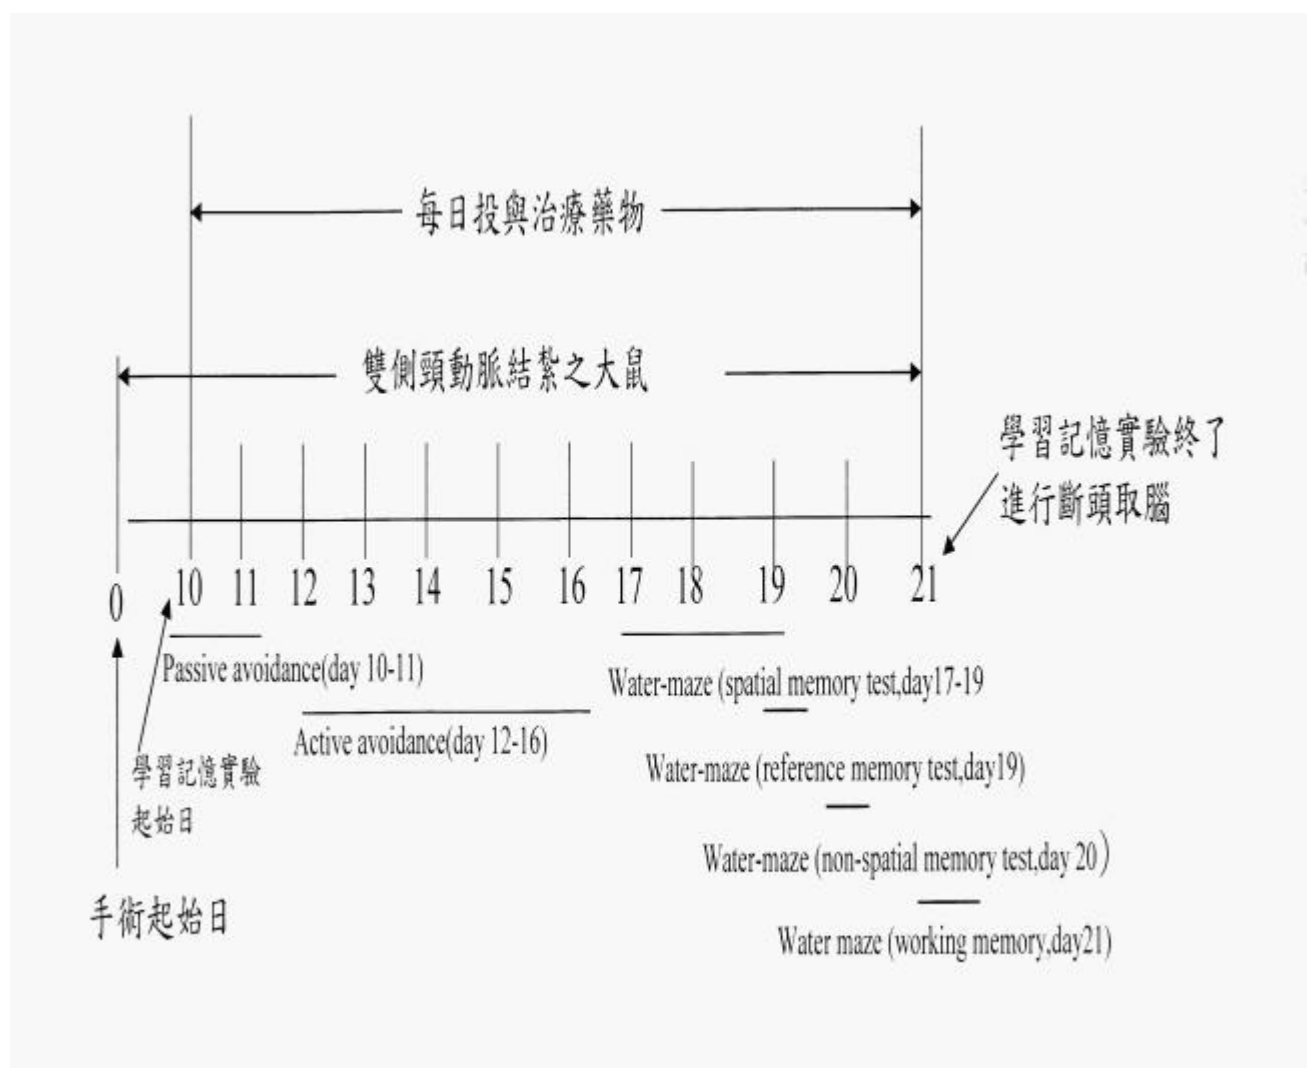 每日投與治療藥物
雙側頸動脈結紮之大鼠
學習記憶實驗終了
進行斷頭取腦
0 10 11 12 13 14 15 16 17 18 19 20 21
Passive avoidance(day 10-11)
Water-maze (spatial memory test,day17-19
Active avoidance(day 12-16)
學習記憶實驗
起始日
Water-maze (reference memory test,day19)
Water-maze (non-spatial memory test,day 20)
手術起始日
Water maze (working memory,day21)